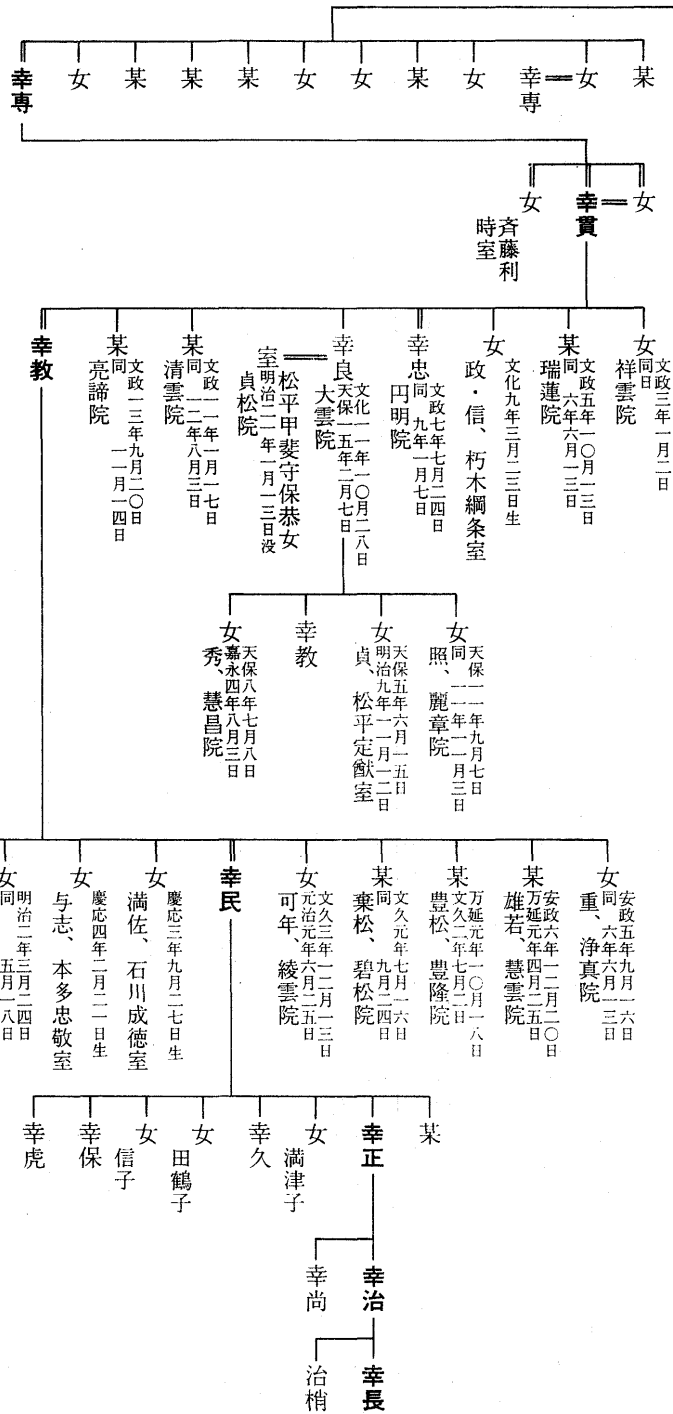 某
女
幸専
女
某
女
女
某
某
某
女
幸専
女
幸貫
女
斉藤利
時室
女
文政三年一月二日
同日
祥雲院
某
文政五年一〇月一三日
同　六年六月一三日
瑞蓮院
女
文化九年三月二三日生
政・信、朽木綱条室
幸忠
文政七年七月二四日
同　九年一月七日
円明院
幸良
文化一一年一〇月二八日
天保一五年二月七日
大雲院
室
松平甲斐守保恭女
明治二一年一月一三日没
貞松院
某
文政一一年一月一七日
同　一二年八月三日
清雲院
某
文政一三年九月二〇日
同　　　一一月一四日
亮諦院
幸教
女
天保一一年九月七日
同　一一年一一月三日
照、麗章院
女
天保五年六月一五日
明治九年一一月一二日
貞、松平定猷室
幸教
女
天保八年七月八日
嘉永四年八月三日
秀、慧昌院
女
安政五年九月一六日
同　六年六月一三日
重、浄真院
某
安政六年一二月二〇日
万延元年四月二五日
雄若、慧雲院
某
万延元年一〇月一八日
文久二年七月二日
豊松、豊隆院
某
文久元年七月一六日
同　　　九月二四日
棄松、碧松院
女
文久三年一二月一三日
元治元年六月二五日
可年、綾雲院
幸民
女
慶応三年九月二七日生
満佐、石川成徳室
女
慶応四年二月二一日生
与志、本多忠敬室
女
明治二年三月二四日
同　　　五月一八日
某
幸正
女
満津子
幸久
女
田鶴子
女
信子
幸保
幸虎
幸治
幸尚
幸長
治梢